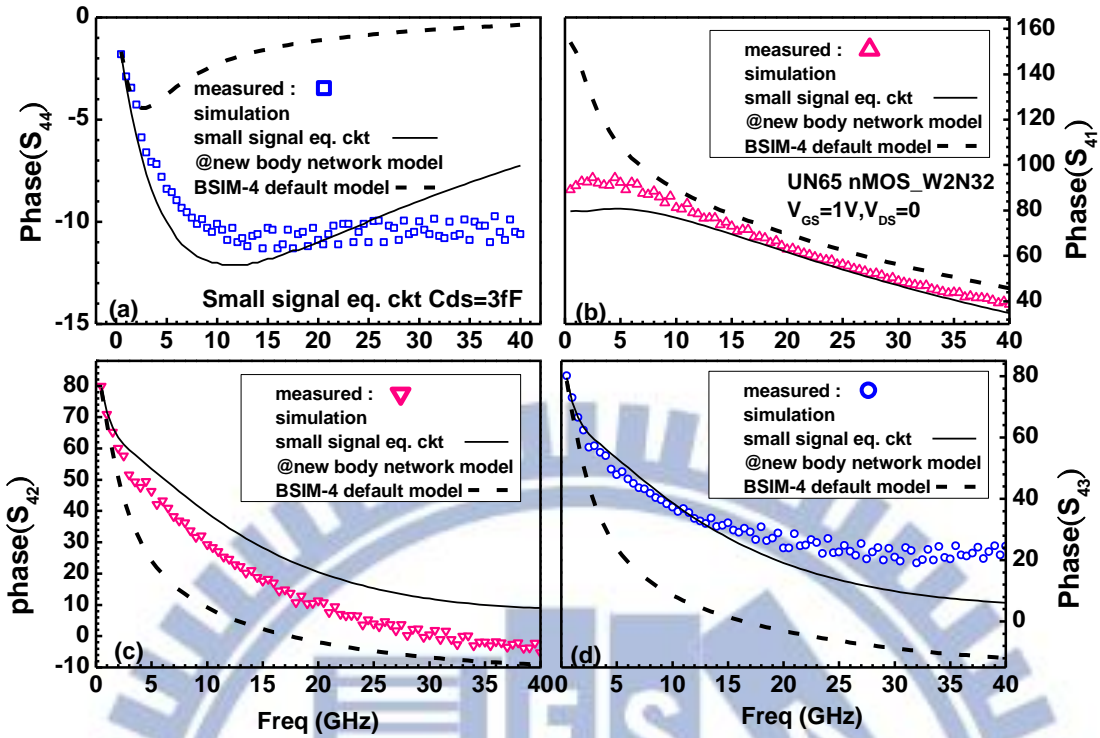 0
-5
-10
-15
0 5 10 15 20 25 30 35 40
Phase(S44)
measured :
simulation
small signal eq. ckt
@new body network model
BSIM-4 default model
(a)
Small signal eq. ckt Cds=3fF
measured :
simulation
small signal eq. ckt
@new body network model
BSIM-4 default model
UN65 nMOS_W2N32
VGS=1V,VDS=0
(b)
160
140
120
100
80
60
40
0 5 10 15 20 25 30 35 40
Phase(S41)
80
70
60
50
40
30
20
10
0
-10
0 5 10 15 20 25 30 35 40
phase(S42)
measured :
simulation
small signal eq. ckt
@new body network model
BSIM-4 default model
(c)
Freq (GHz)
measured :
simulation
small signal eq. ckt
@new body network model
BSIM-4 default model
(d)
80
60
40
20
0
5 10 15 20 25 30 35 40
Phase(S43)
Freq (GHz)